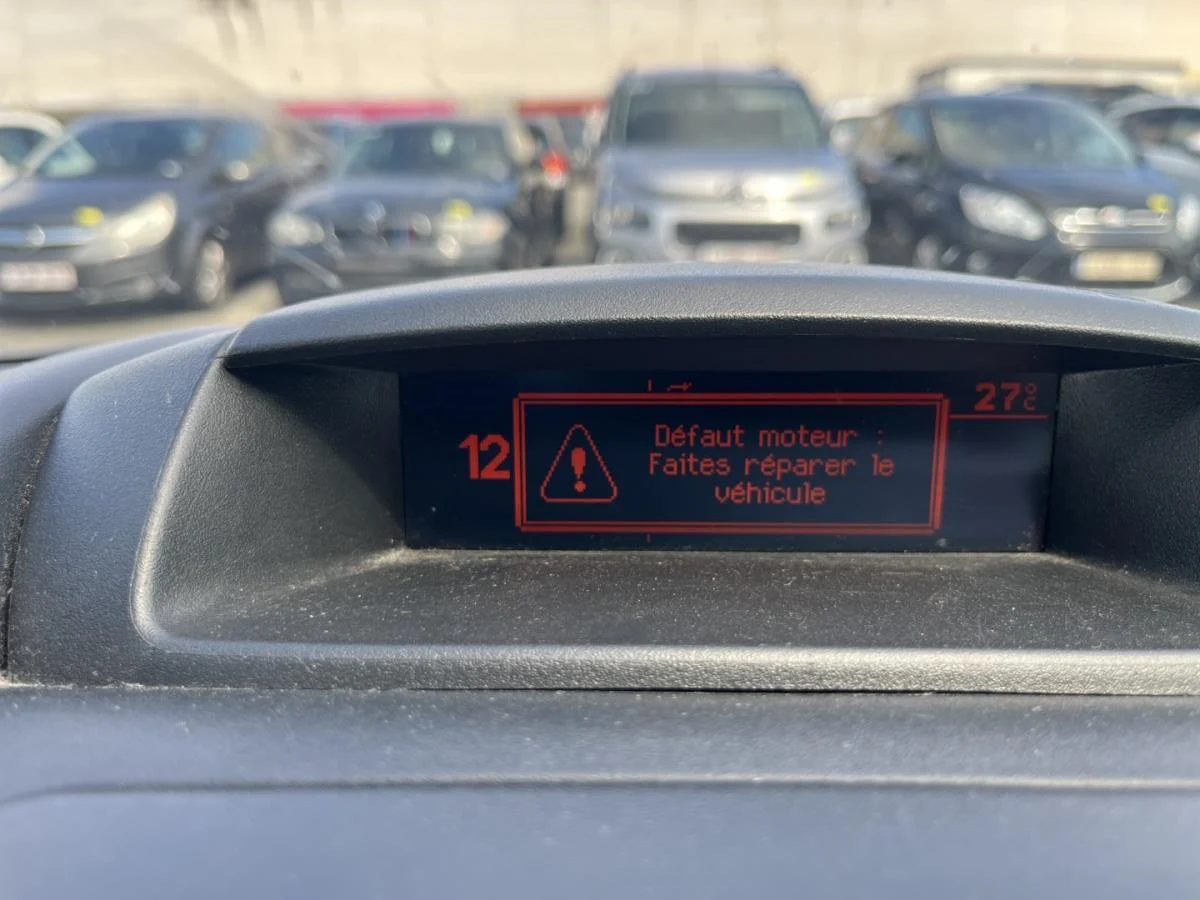 27°C
12
Défaut moteur :
Faites réparer le
véhicule